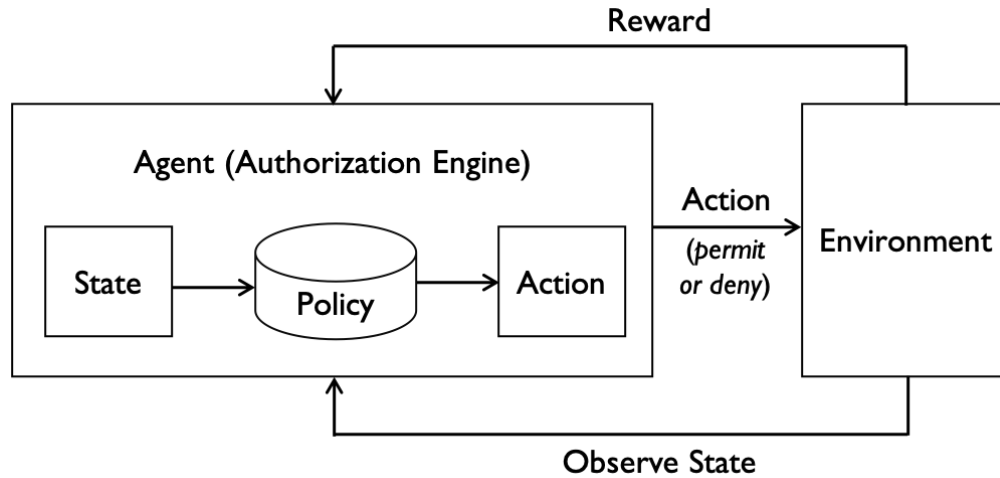 Reward
Agent (Authorization Engine)
State
Policy
Action
Action
(permit
or deny)
Environment
Observe State